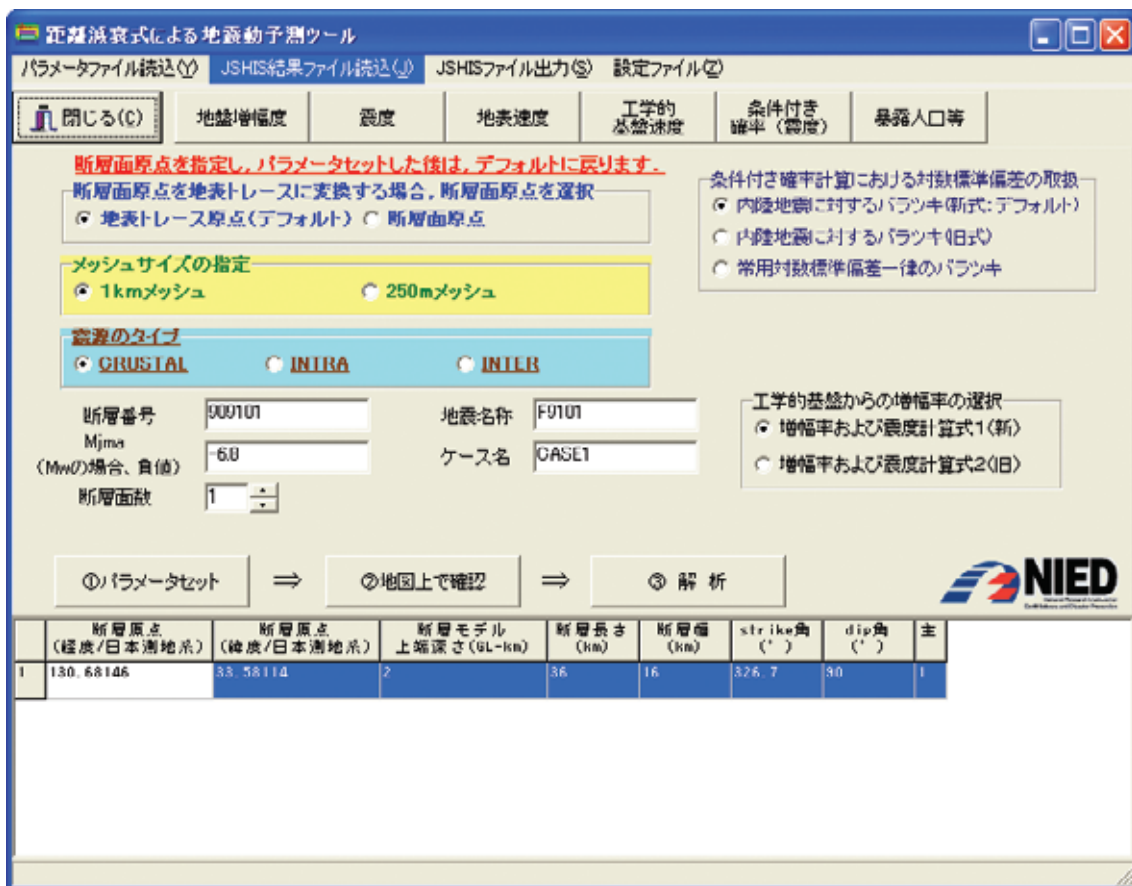 距離減衰式による地震動予測ツール
パラメータファイル読込(Y) JSHIS結果ファイル読込(J) JSHISファイル出力(S) 設定ファイル(Z)
閉じる(C) 地盤増幅度 震度 地表速度 工学的基盤速度 条件付き確率(震度) 暴露人口等
断層面原点を指定し,パラメータセットした後は,デフォルトに戻ります.
断層面原点を地表トレースに変換する場合,断層面原点を選択
地表トレース原点(デフォルト) 断層面原点
条件付き確率計算における対数標準偏差の取扱
内陸地震に対するバラツキ(新式:デフォルト)
内陸地震に対するバラツキ(旧式)
常用対数標準偏差一律のバラツキ
メッシュサイズの指定
1kmメッシュ 250mメッシュ
震源のタイプ
CRUSTAL INTRA INTER
断層番号 909101 地震名称 F9101
Mjma
(Mwの場合、負値) -6.8 ケース名 CASE1
断層面数 1
工学的基盤からの増幅率の選択
増幅率および震度計算式1(新)
増幅率および震度計算式2(旧)
①パラメータセット ⇒ ②地図上で確認 ⇒ ③ 解 析
NIED
断層原点(経度/日本測地系) 断層原点(緯度/日本測地系) 断層モデル上端深さ(GL-km) 断層長さ(km) 断層幅(km) strike角(°) dip角(°) 主
1 130.68146 33.58114 2 36 16 326.7 90 1